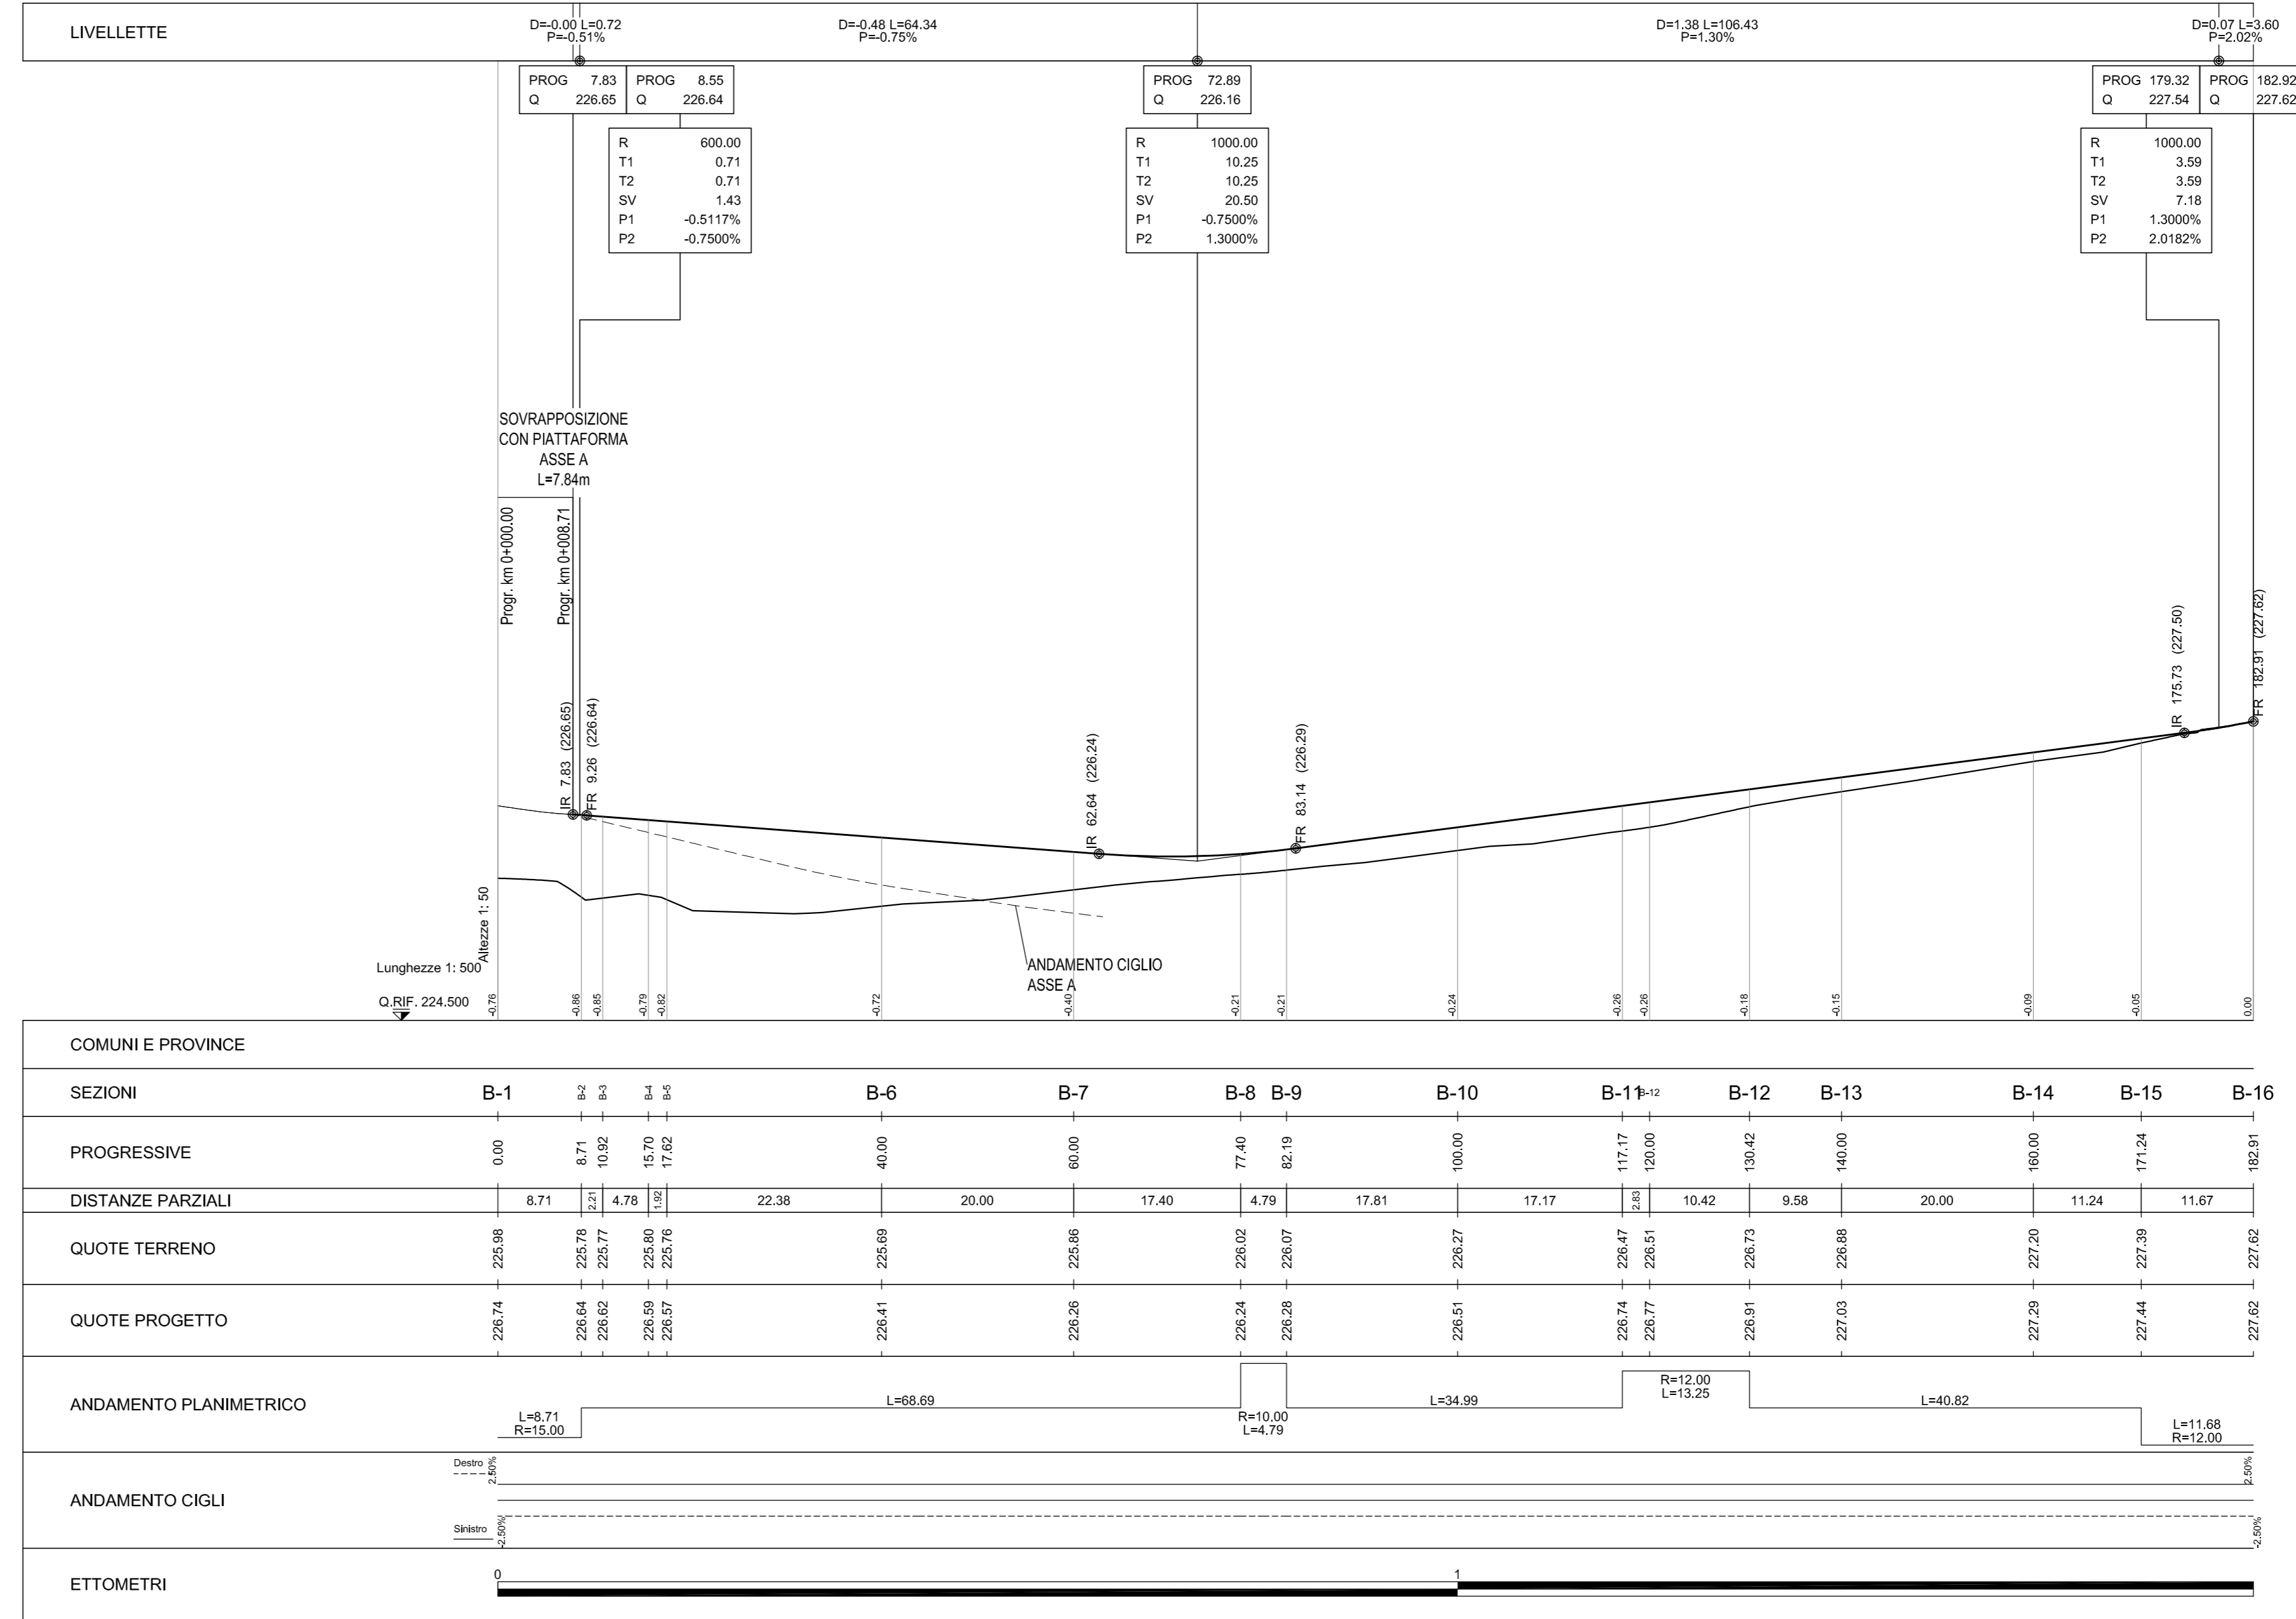 LIVELLETTE
D=-0.00 L=0.72
P=-0.51%
D=-0.48 L=64.34
P=-0.75%
D=1.38 L=106.43
P=1.30%
D=0.07 L=3.60
P=2.02%
PROG 7.83
Q 226.65
PROG 8.55
Q 226.64
PROG 72.89
Q 226.16
PROG 179.32
Q 227.54
PROG 182.92
Q 227.62
R 600.00
T1 0.71
T2 0.71
SV 1.43
P1 -0.5117%
P2 -0.7500%
R 1000.00
T1 10.25
T2 10.25
SV 20.50
P1 -0.7500%
P2 1.3000%
R 1000.00
T1 3.59
T2 3.59
SV 7.18
P1 1.3000%
P2 2.0182%
SOVRAPPOSIZIONE
CON PIATTAFORMA
ASSE A
L=7.84m
Progr. km 0+000.00
Progr. km 0+008.71
IR 7.83 (226.65)
FR 9.26 (226.64)
IR 62.64 (226.24)
FR 83.14 (226.29)
IR 175.73 (227.50)
FR 182.91 (227.62)
ANDAMENTO CIGLIO
ASSE A
Altezze 1: 50
Lunghezze 1: 500
Q.RIF. 224.500
-0.76 -0.86 -0.85 -0.79 -0.82 -0.72 -0.40 -0.21 -0.21 -0.24 -0.26 -0.26 -0.18 -0.15 -0.09 -0.05 0.00
COMUNI E PROVINCE
SEZIONI B-1 B-2 B-3 B-4 B-5 B-6 B-7 B-8 B-9 B-10 B-11 B-12 B-12 B-13 B-14 B-15 B-16
PROGRESSIVE 0.00 8.71 10.92 15.70 17.62 40.00 60.00 77.40 82.19 100.00 117.17 120.00 130.42 140.00 160.00 171.24 182.91
DISTANZE PARZIALI 8.71 2.21 4.78 1.92 22.38 20.00 17.40 4.79 17.81 17.17 2.83 10.42 9.58 20.00 11.24 11.67
QUOTE TERRENO 225.98 225.78 225.77 225.80 225.76 225.69 225.86 226.02 226.07 226.27 226.47 226.51 226.73 226.88 227.20 227.39 227.62
QUOTE PROGETTO 226.74 226.64 226.62 226.59 226.57 226.41 226.26 226.24 226.28 226.51 226.74 226.77 226.91 227.03 227.29 227.44 227.62
ANDAMENTO PLANIMETRICO
L=8.71
R=15.00
L=68.69
R=10.00
L=4.79
L=34.99
R=12.00
L=13.25
L=40.82
L=11.68
R=12.00
ANDAMENTO CIGLI
Destro
2.50%
2.50%
Sinistro
-2.50%
-2.50%
ETTOMETRI
0 1